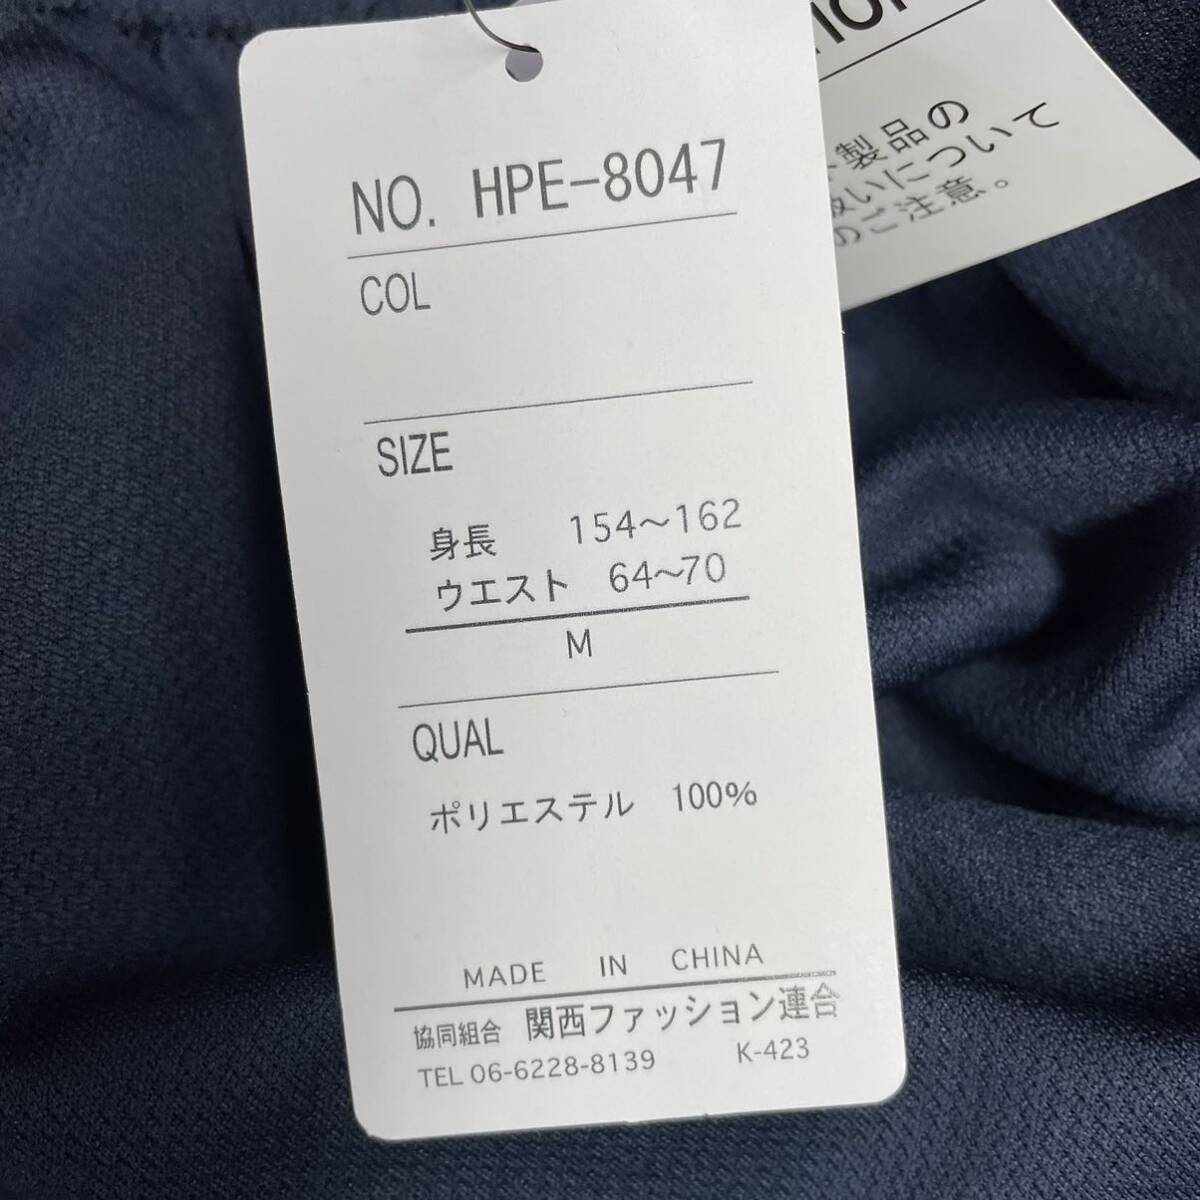 NO. HPE-8047
COL
SIZE
身長 154〜162
ウエスト 64〜70
M
QUAL
ポリエステル 100%
MADE IN CHINA
協同組合 関西ファッション連合
TEL 06-6228-8139 K-423
製品の
扱いについて
のご注意。